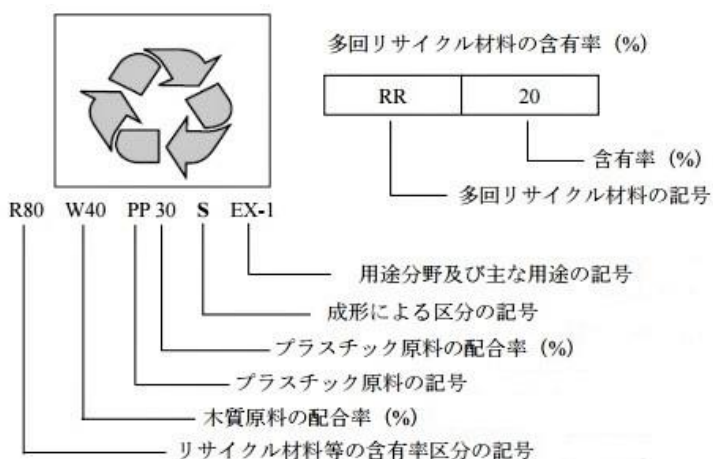 多回リサイクル材料の含有率 (%)
RR 20
含有率 (%)
多回リサイクル材料の記号
R80 W40 PP 30 S EX-1
用途分野及び主な用途の記号
成形による区分の記号
プラスチック原料の配合率 (%)
プラスチック原料の記号
木質原料の配合率 (%)
リサイクル材料等の含有率区分の記号